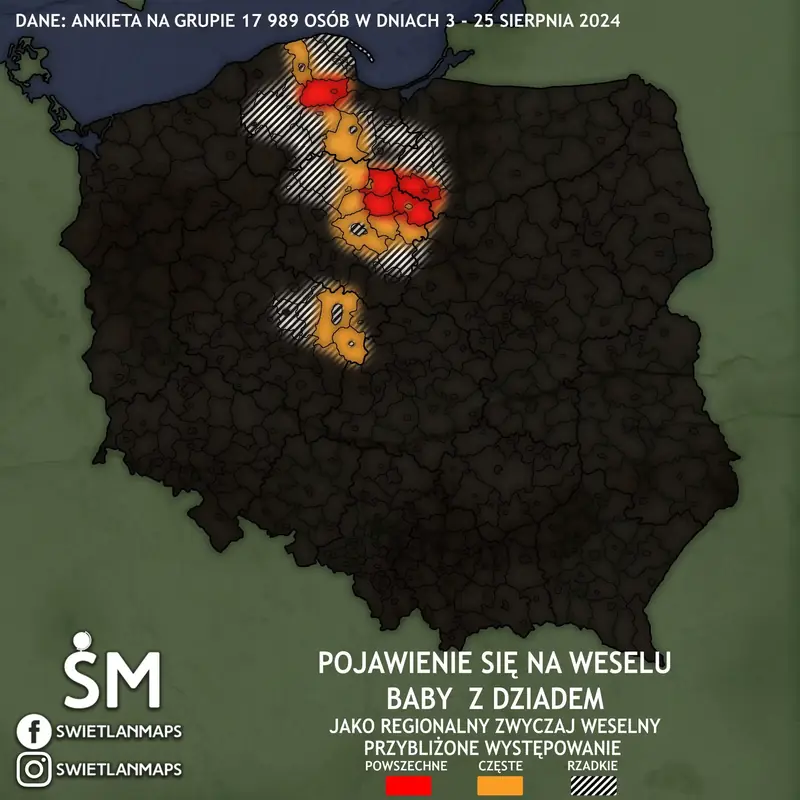 DANE: ANKIETA NA GRUPIE 17 989 OSÓB W DNIACH 3 - 25 SIERPNIA 2024
ŚM
SWIETLANMAPS
SWIETLANMAPS
POJAWIENIE SIĘ NA WESELU
BABY Z DZIADEM
JAKO REGIONALNY ZWYCZAJ WESELNY
PRZYBLIŻONE WYSTĘPOWANIE
POWSZECHNE CZĘSTE RZADKIE